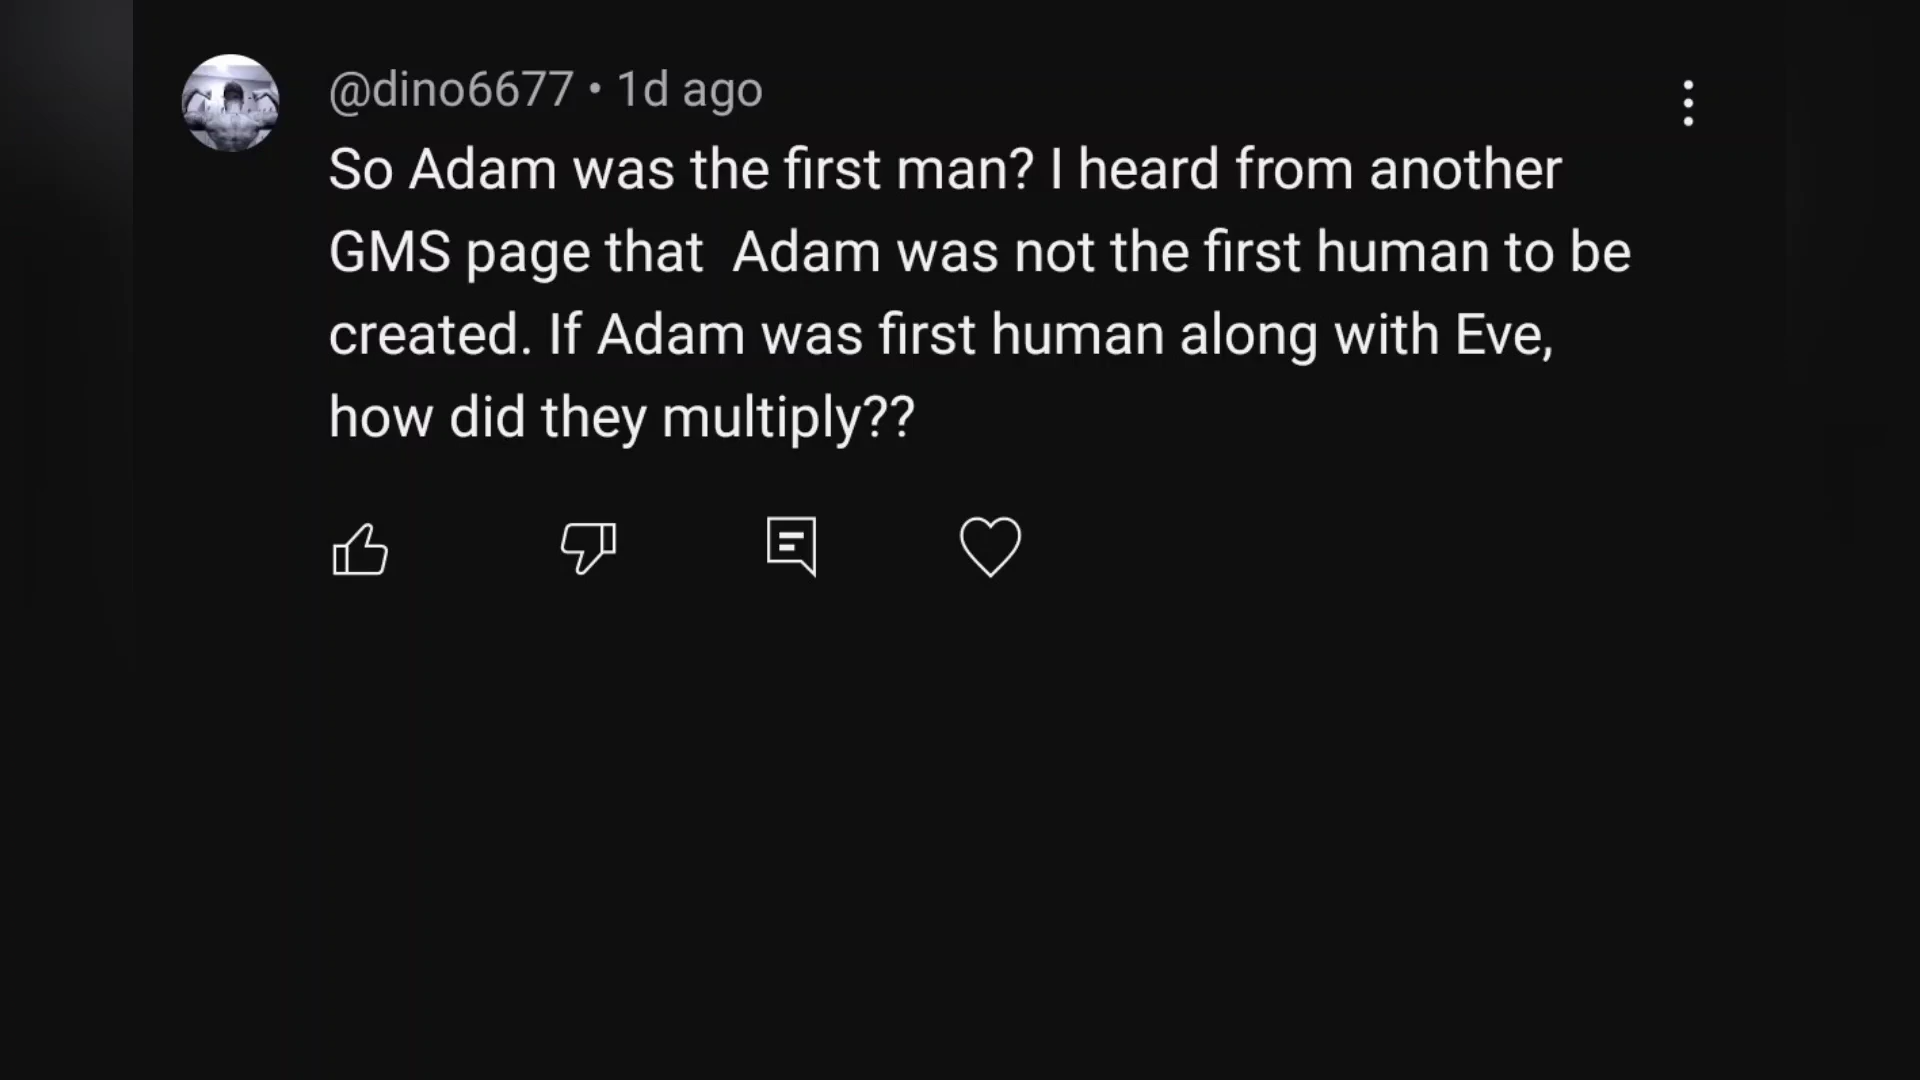 @dino6677 • 1d ago
So Adam was the first man? I heard from another
GMS page that  Adam was not the first human to be
created. If Adam was first human along with Eve,
how did they multiply??